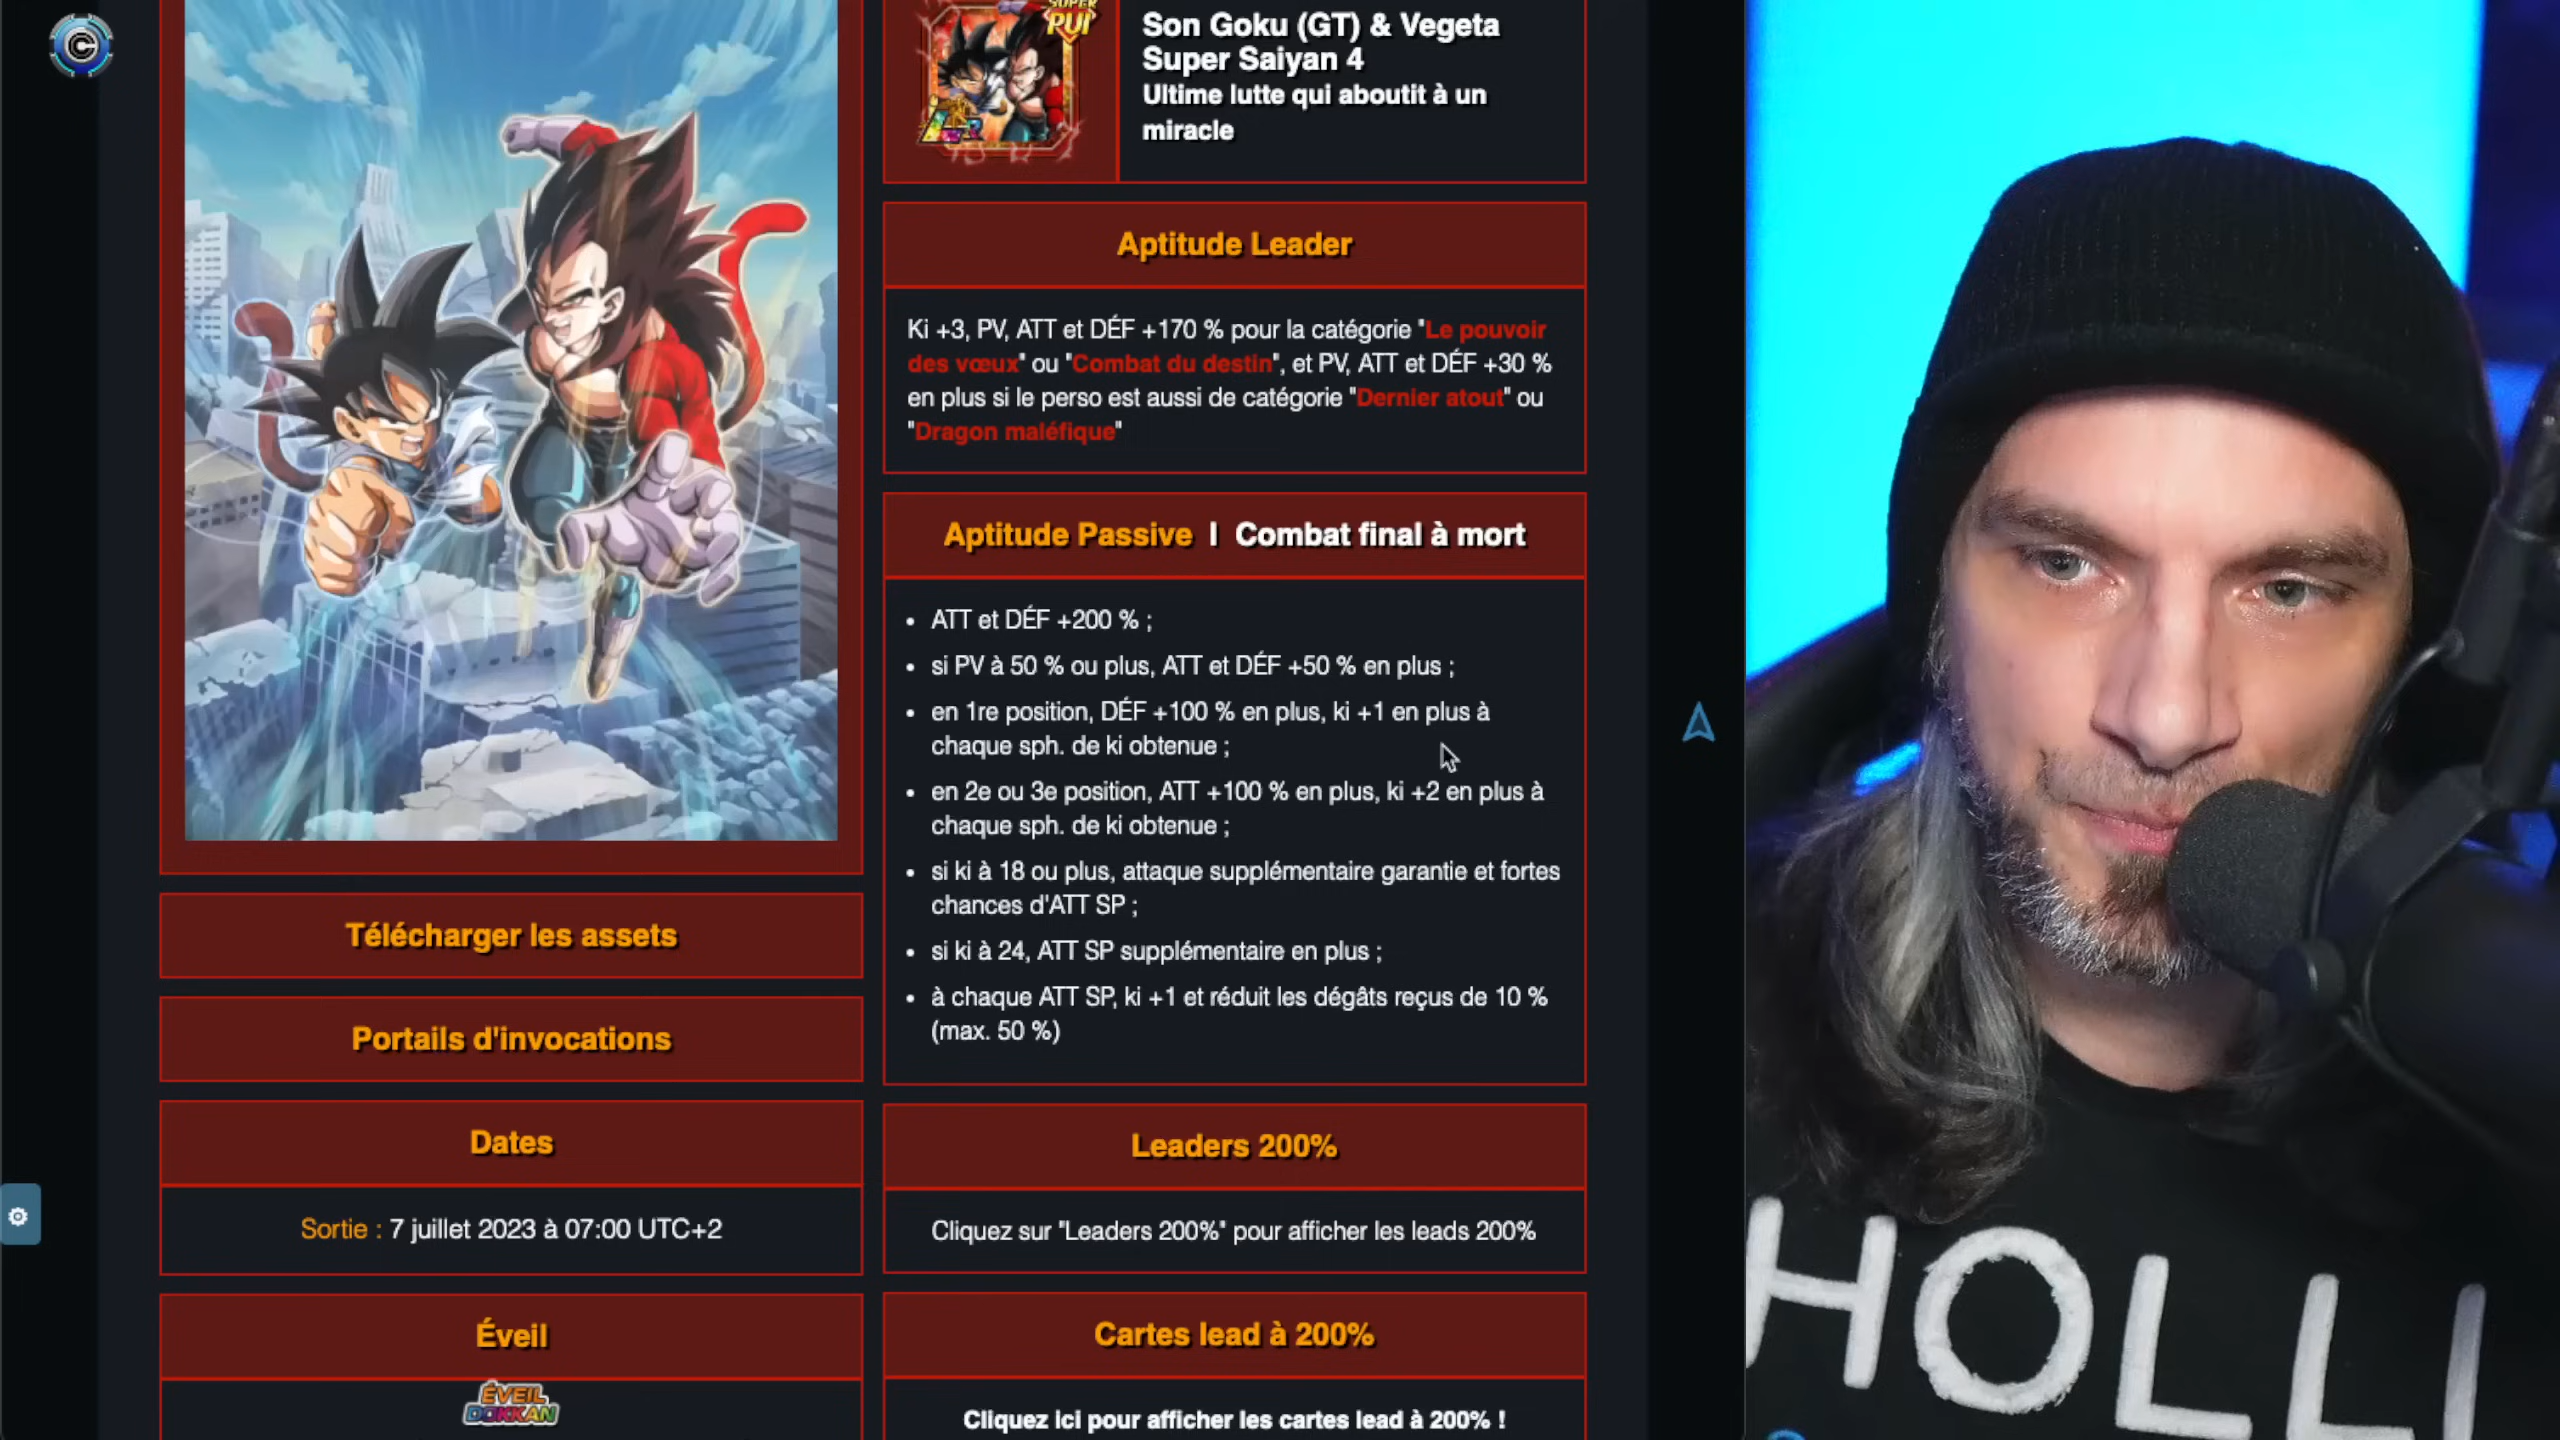 SUPER
PUI
Son Goku (GT) & Vegeta
Super Saiyan 4
Ultime lutte qui aboutit à un
miracle
Aptitude Leader
Ki +3, PV, ATT et DÉF +170 % pour la catégorie "Le pouvoir
des vœux" ou "Combat du destin", et PV, ATT et DÉF +30 %
en plus si le perso est aussi de catégorie "Dernier atout" ou
"Dragon maléfique"
Aptitude Passive | Combat final à mort
• ATT et DÉF +200 % ;
• si PV à 50 % ou plus, ATT et DÉF +50 % en plus ;
• en 1re position, DÉF +100 % en plus, ki +1 en plus à
chaque sph. de ki obtenue ;
• en 2e ou 3e position, ATT +100 % en plus, ki +2 en plus à
chaque sph. de ki obtenue ;
• si ki à 18 ou plus, attaque supplémentaire garantie et fortes
chances d'ATT SP ;
• si ki à 24, ATT SP supplémentaire en plus ;
• à chaque ATT SP, ki +1 et réduit les dégâts reçus de 10 %
(max. 50 %)
Télécharger les assets
Portails d'invocations
Dates
Sortie : 7 juillet 2023 à 07:00 UTC+2
Éveil
ÉVEIL
DOKKAN
Leaders 200%
Cliquez sur "Leaders 200%" pour afficher les leads 200%
Cartes lead à 200%
Cliquez ici pour afficher les cartes lead à 200% !
HOLLI